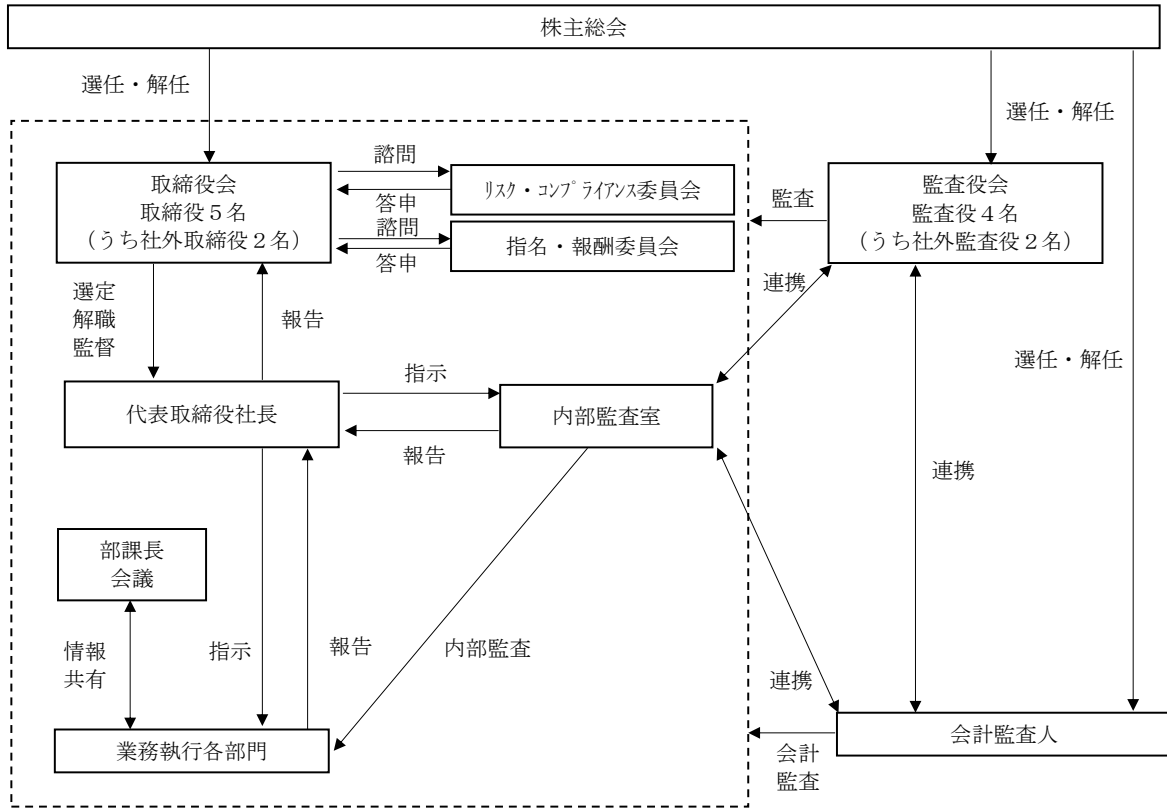 株主総会
選任・解任
選任・解任
諮問
取締役会
取締役５名
（うち社外取締役２名）
ﾘｽｸ・ｺﾝﾌﾟﾗｲｱﾝｽ委員会
答申
諮問
指名・報酬委員会
答申
監査
監査役会
監査役４名
（うち社外監査役２名）
連携
選定
解職
監督
報告
選任・解任
指示
代表取締役社長
内部監査室
報告
連携
部課長
会議
情報
共有
指示
報告
内部監査
連携
業務執行各部門
会計監査人
会計
監査